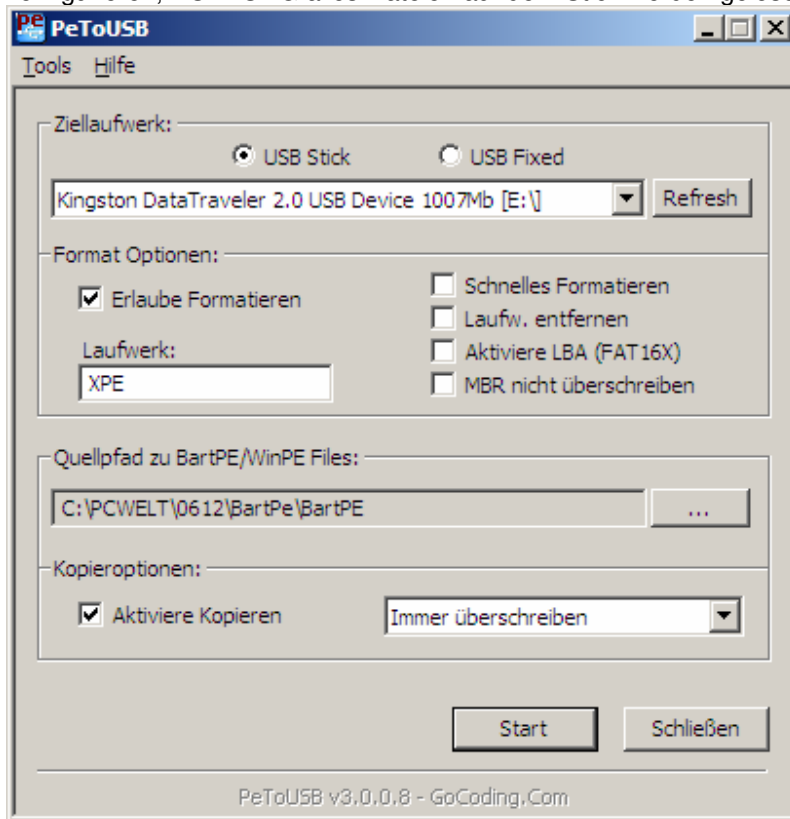 PeToUSB
Tools Hilfe
Ziellaufwerk:
USB Stick USB Fixed
Kingston DataTraveler 2.0 USB Device 1007Mb [E:\] Refresh
Format Optionen:
Erlaube Formatieren
Schnelles Formatieren
Laufw. entfernen
Laufwerk:
Aktiviere LBA (FAT16X)
XPE
MBR nicht überschreiben
Quellpfad zu BartPE/WinPE Files:
C:\PCWELT\0612\BartPe\BartPE ...
Kopieroptionen:
Aktiviere Kopieren Immer überschreiben
Start Schließen
PeToUSB v3.0.0.8 - GoCoding.Com